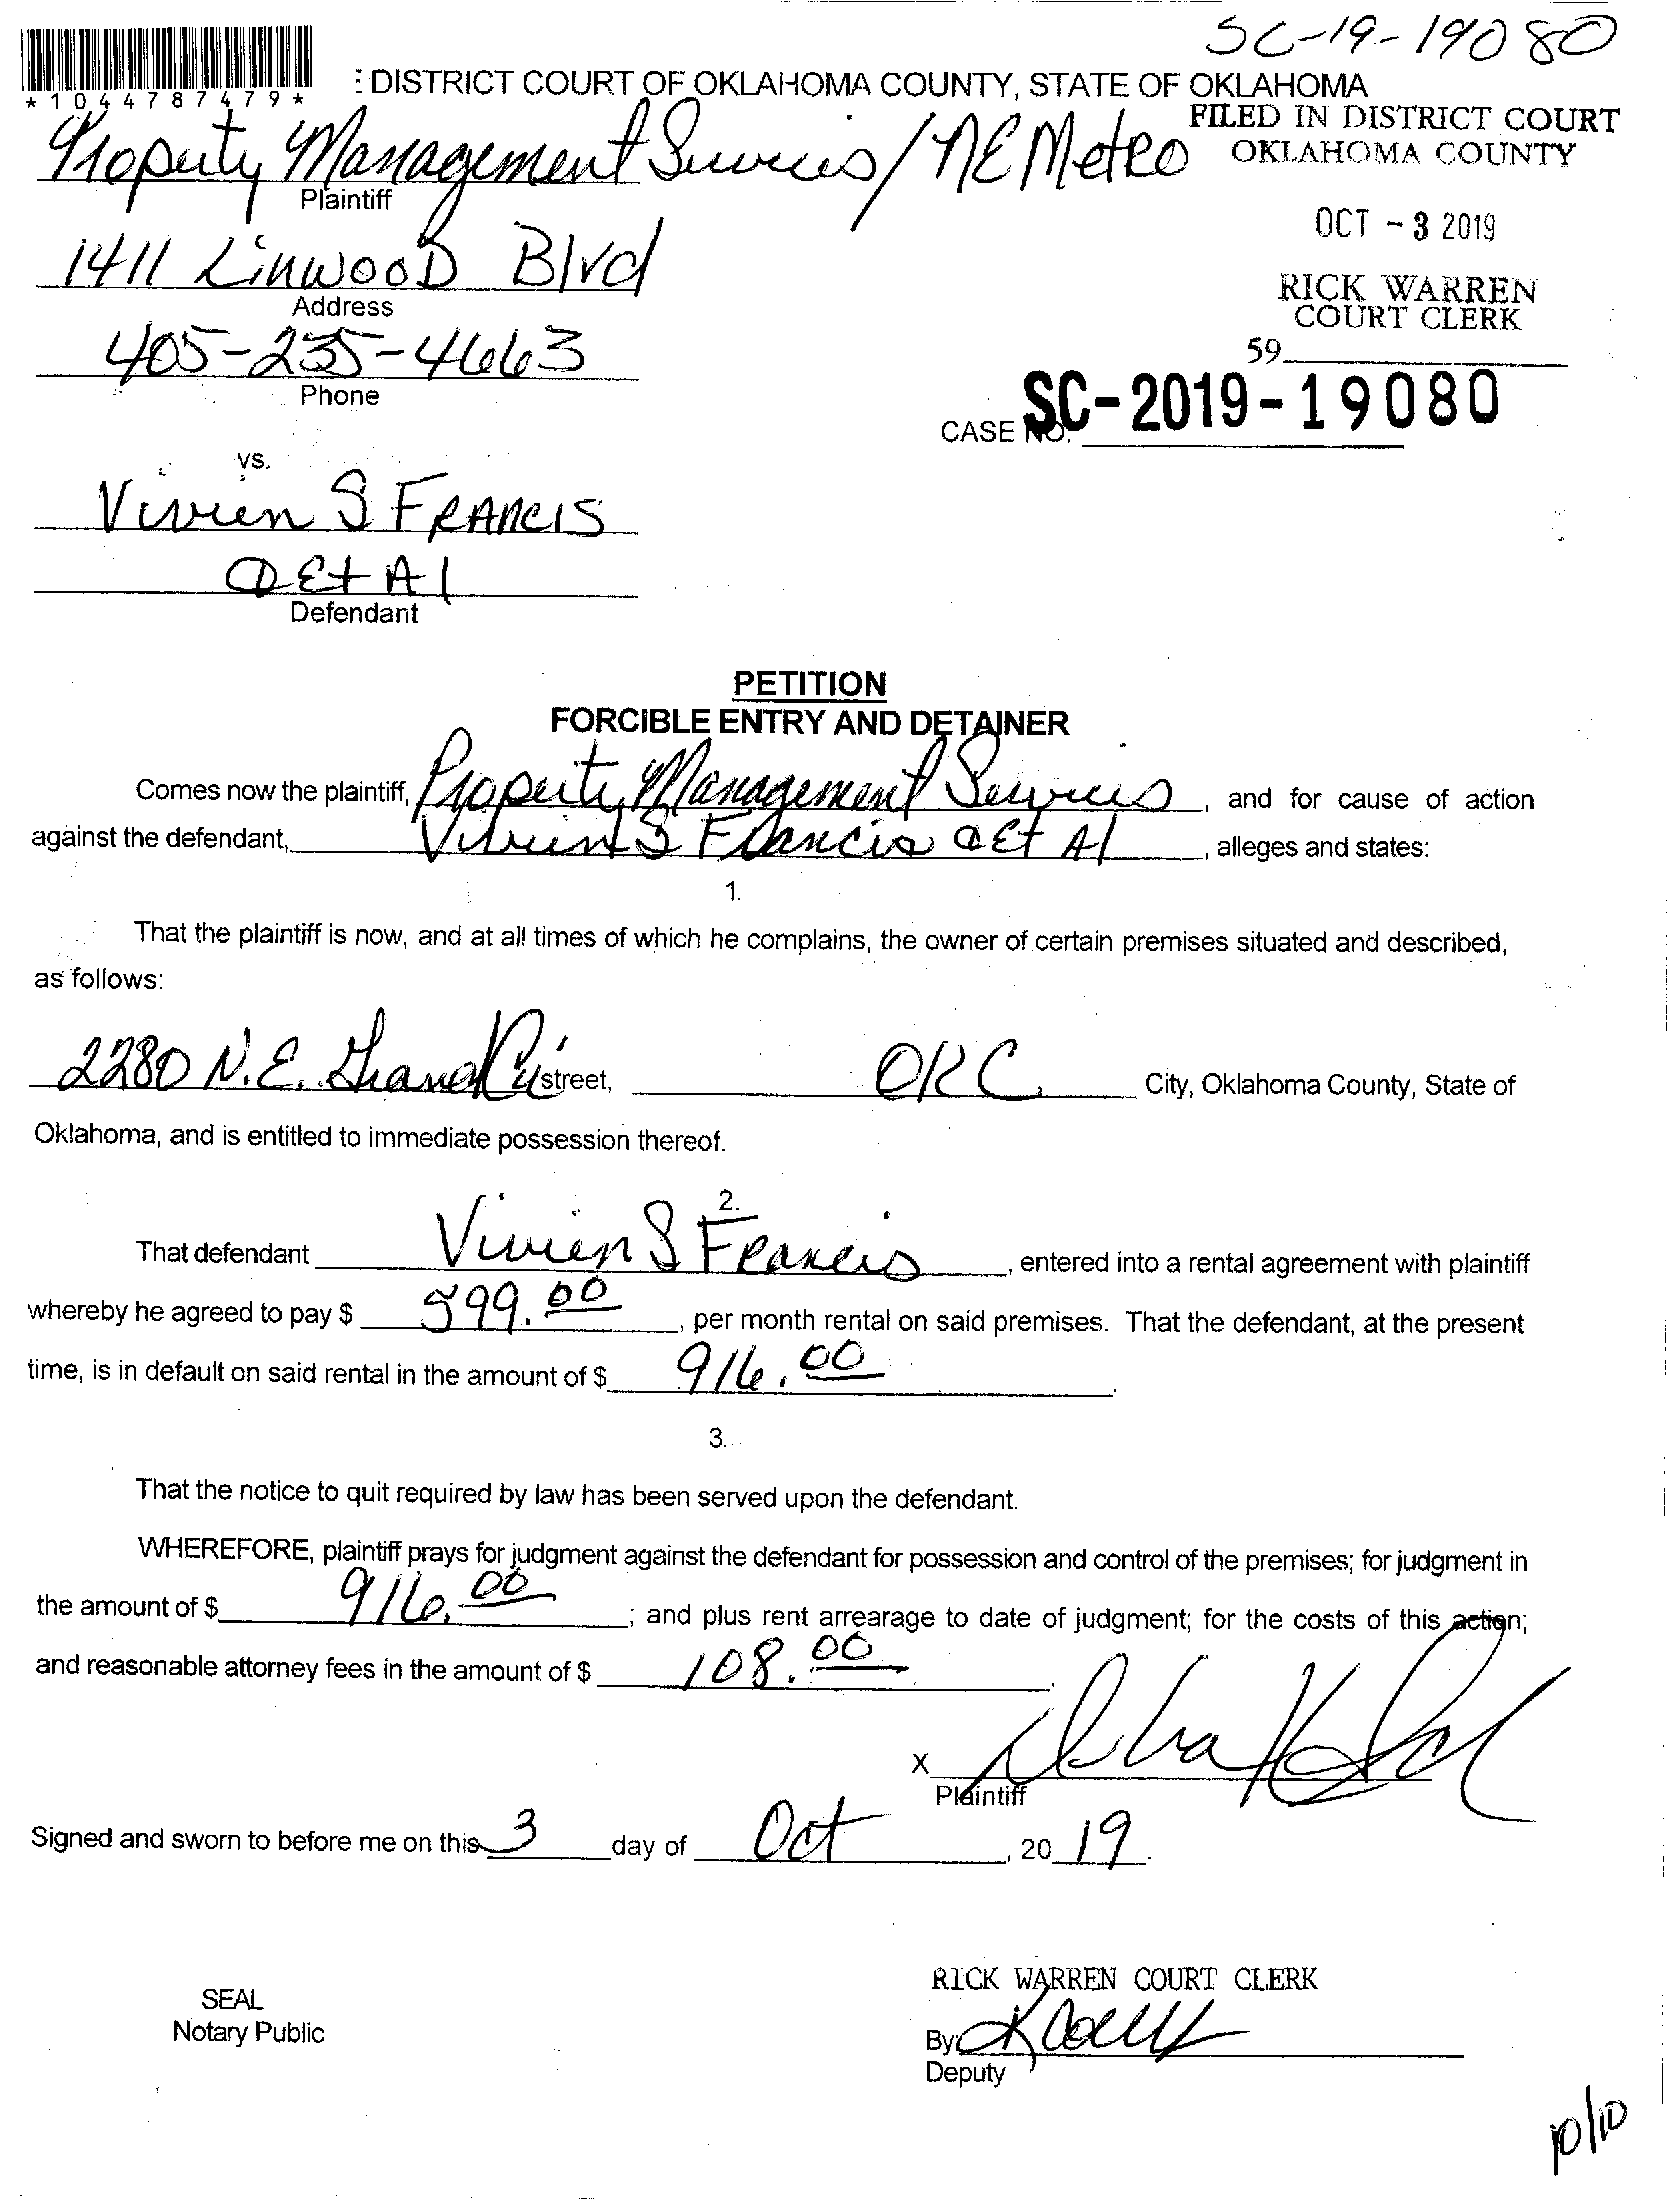 SC-19-19080
*1044787479*
: DISTRICT COURT OF OKLAHOMA COUNTY, STATE OF OKLAHOMA
FILED IN DISTRICT COURT
OKLAHOMA COUNTY
Property Management Services/NE Metro
Plaintiff
OCT - 3 2019
1411 LinwooD Blvd
Address
RICK WARREN
COURT CLERK
405-235-4663
Phone
59
CASE NO. SC-2019-19080
vs.
Vivien S FRANCIS
Et Al
Defendant
PETITION
FORCIBLE ENTRY AND DETAINER
Comes now the plaintiff, Property Management Services, and for cause of action
against the defendant, Vivien S Francis Et Al, alleges and states:
1.
That the plaintiff is now, and at all times of which he complains, the owner of certain premises situated and described,
as follows:
2280 N.E. Grand Cir street, OKC City, Oklahoma County, State of
Oklahoma, and is entitled to immediate possession thereof.
2.
That defendant Vivien S Francis, entered into a rental agreement with plaintiff
whereby he agreed to pay $ 599.00, per month rental on said premises. That the defendant, at the present
time, is in default on said rental in the amount of $ 916.00.
3.
That the notice to quit required by law has been served upon the defendant.
WHEREFORE, plaintiff prays for judgment against the defendant for possession and control of the premises; for judgment in
the amount of $ 916.00; and plus rent arrearage to date of judgment; for the costs of this action;
and reasonable attorney fees in the amount of $ 108.00.
X
Plaintiff
Signed and sworn to before me on this 3 day of Oct, 20 19.
RICK WARREN COURT CLERK
SEAL
Notary Public
By
Deputy
10/10